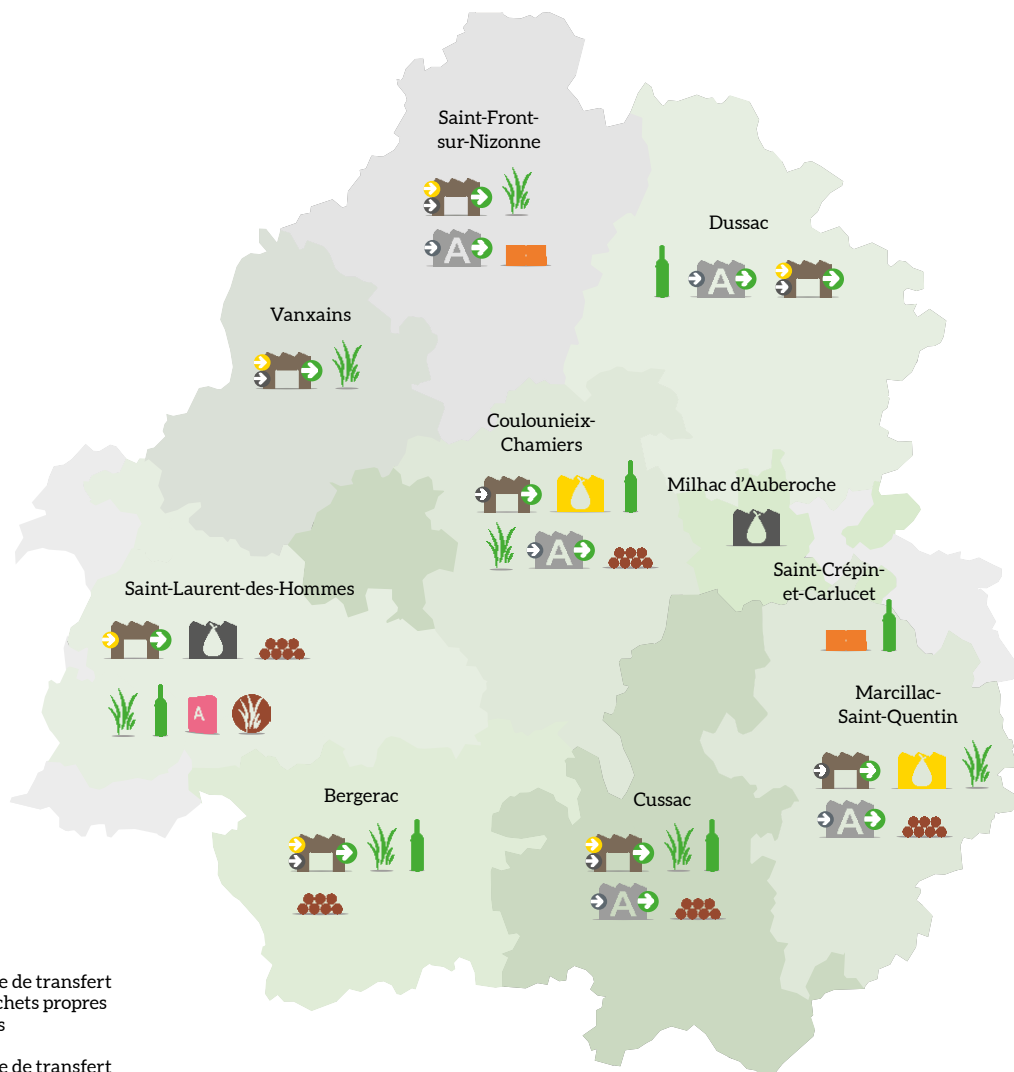 Saint-Front-
sur-Nizonne
A
Dussac
A
Vanxains
Coulounieix-
Chamiers
A
Milhac d'Auberoche
Saint-Crépin-
et-Carlucet
Saint-Laurent-des-Hommes
A
Marcillac-
Saint-Quentin
A
Bergerac
Cussac
A
e de transfert
chets propres
s
e de transfert